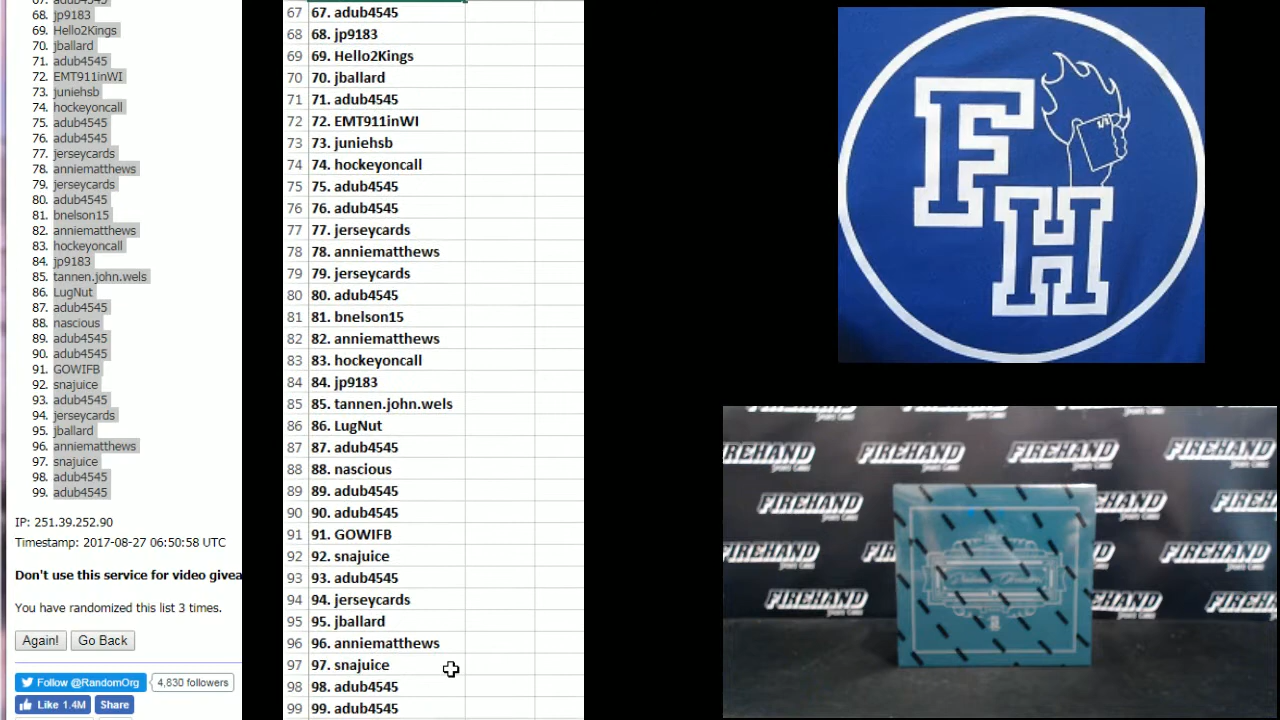 67. adub4545
68. jp9183
69. Hello2Kings
70. jballard
71. adub4545
72. EMT911inWI
73. juniehsb
74. hockeyoncall
75. adub4545
76. adub4545
77. jerseycards
78. anniematthews
79. jerseycards
80. adub4545
81. bnelson15
82. anniematthews
83. hockeyoncall
84. jp9183
85. tannen.john.wels
86. LugNut
87. adub4545
88. nascious
89. adub4545
90. adub4545
91. GOWIFB
92. snajuice
93. adub4545
94. jerseycards
95. jballard
96. anniematthews
97. snajuice
98. adub4545
99. adub4545
IP: 251.39.252.90
Timestamp: 2017-08-27 06:50:58 UTC
Don't use this service for video givea
You have randomized this list 3 times.
Again! Go Back
Follow @RandomOrg 4,830 followers
Like 1.4M Share
67 67. adub4545
68 68. jp9183
69 69. Hello2Kings
70 70. jballard
71 71. adub4545
72 72. EMT911inWI
73 73. juniehsb
74 74. hockeyoncall
75 75. adub4545
76 76. adub4545
77 77. jerseycards
78 78. anniematthews
79 79. jerseycards
80 80. adub4545
81 81. bnelson15
82 82. anniematthews
83 83. hockeyoncall
84 84. jp9183
85 85. tannen.john.wels
86 86. LugNut
87 87. adub4545
88 88. nascious
89 89. adub4545
90 90. adub4545
91 91. GOWIFB
92 92. snajuice
93 93. adub4545
94 94. jerseycards
95 95. jballard
96 96. anniematthews
97 97. snajuice
98 98. adub4545
99 99. adub4545
FH
1/1
FIREHAND FIREHAND FIREHAND FIREHAND
FIREHAND FIREHAND
FIREHAND FIREHAND
FIREHAND FIREHAND